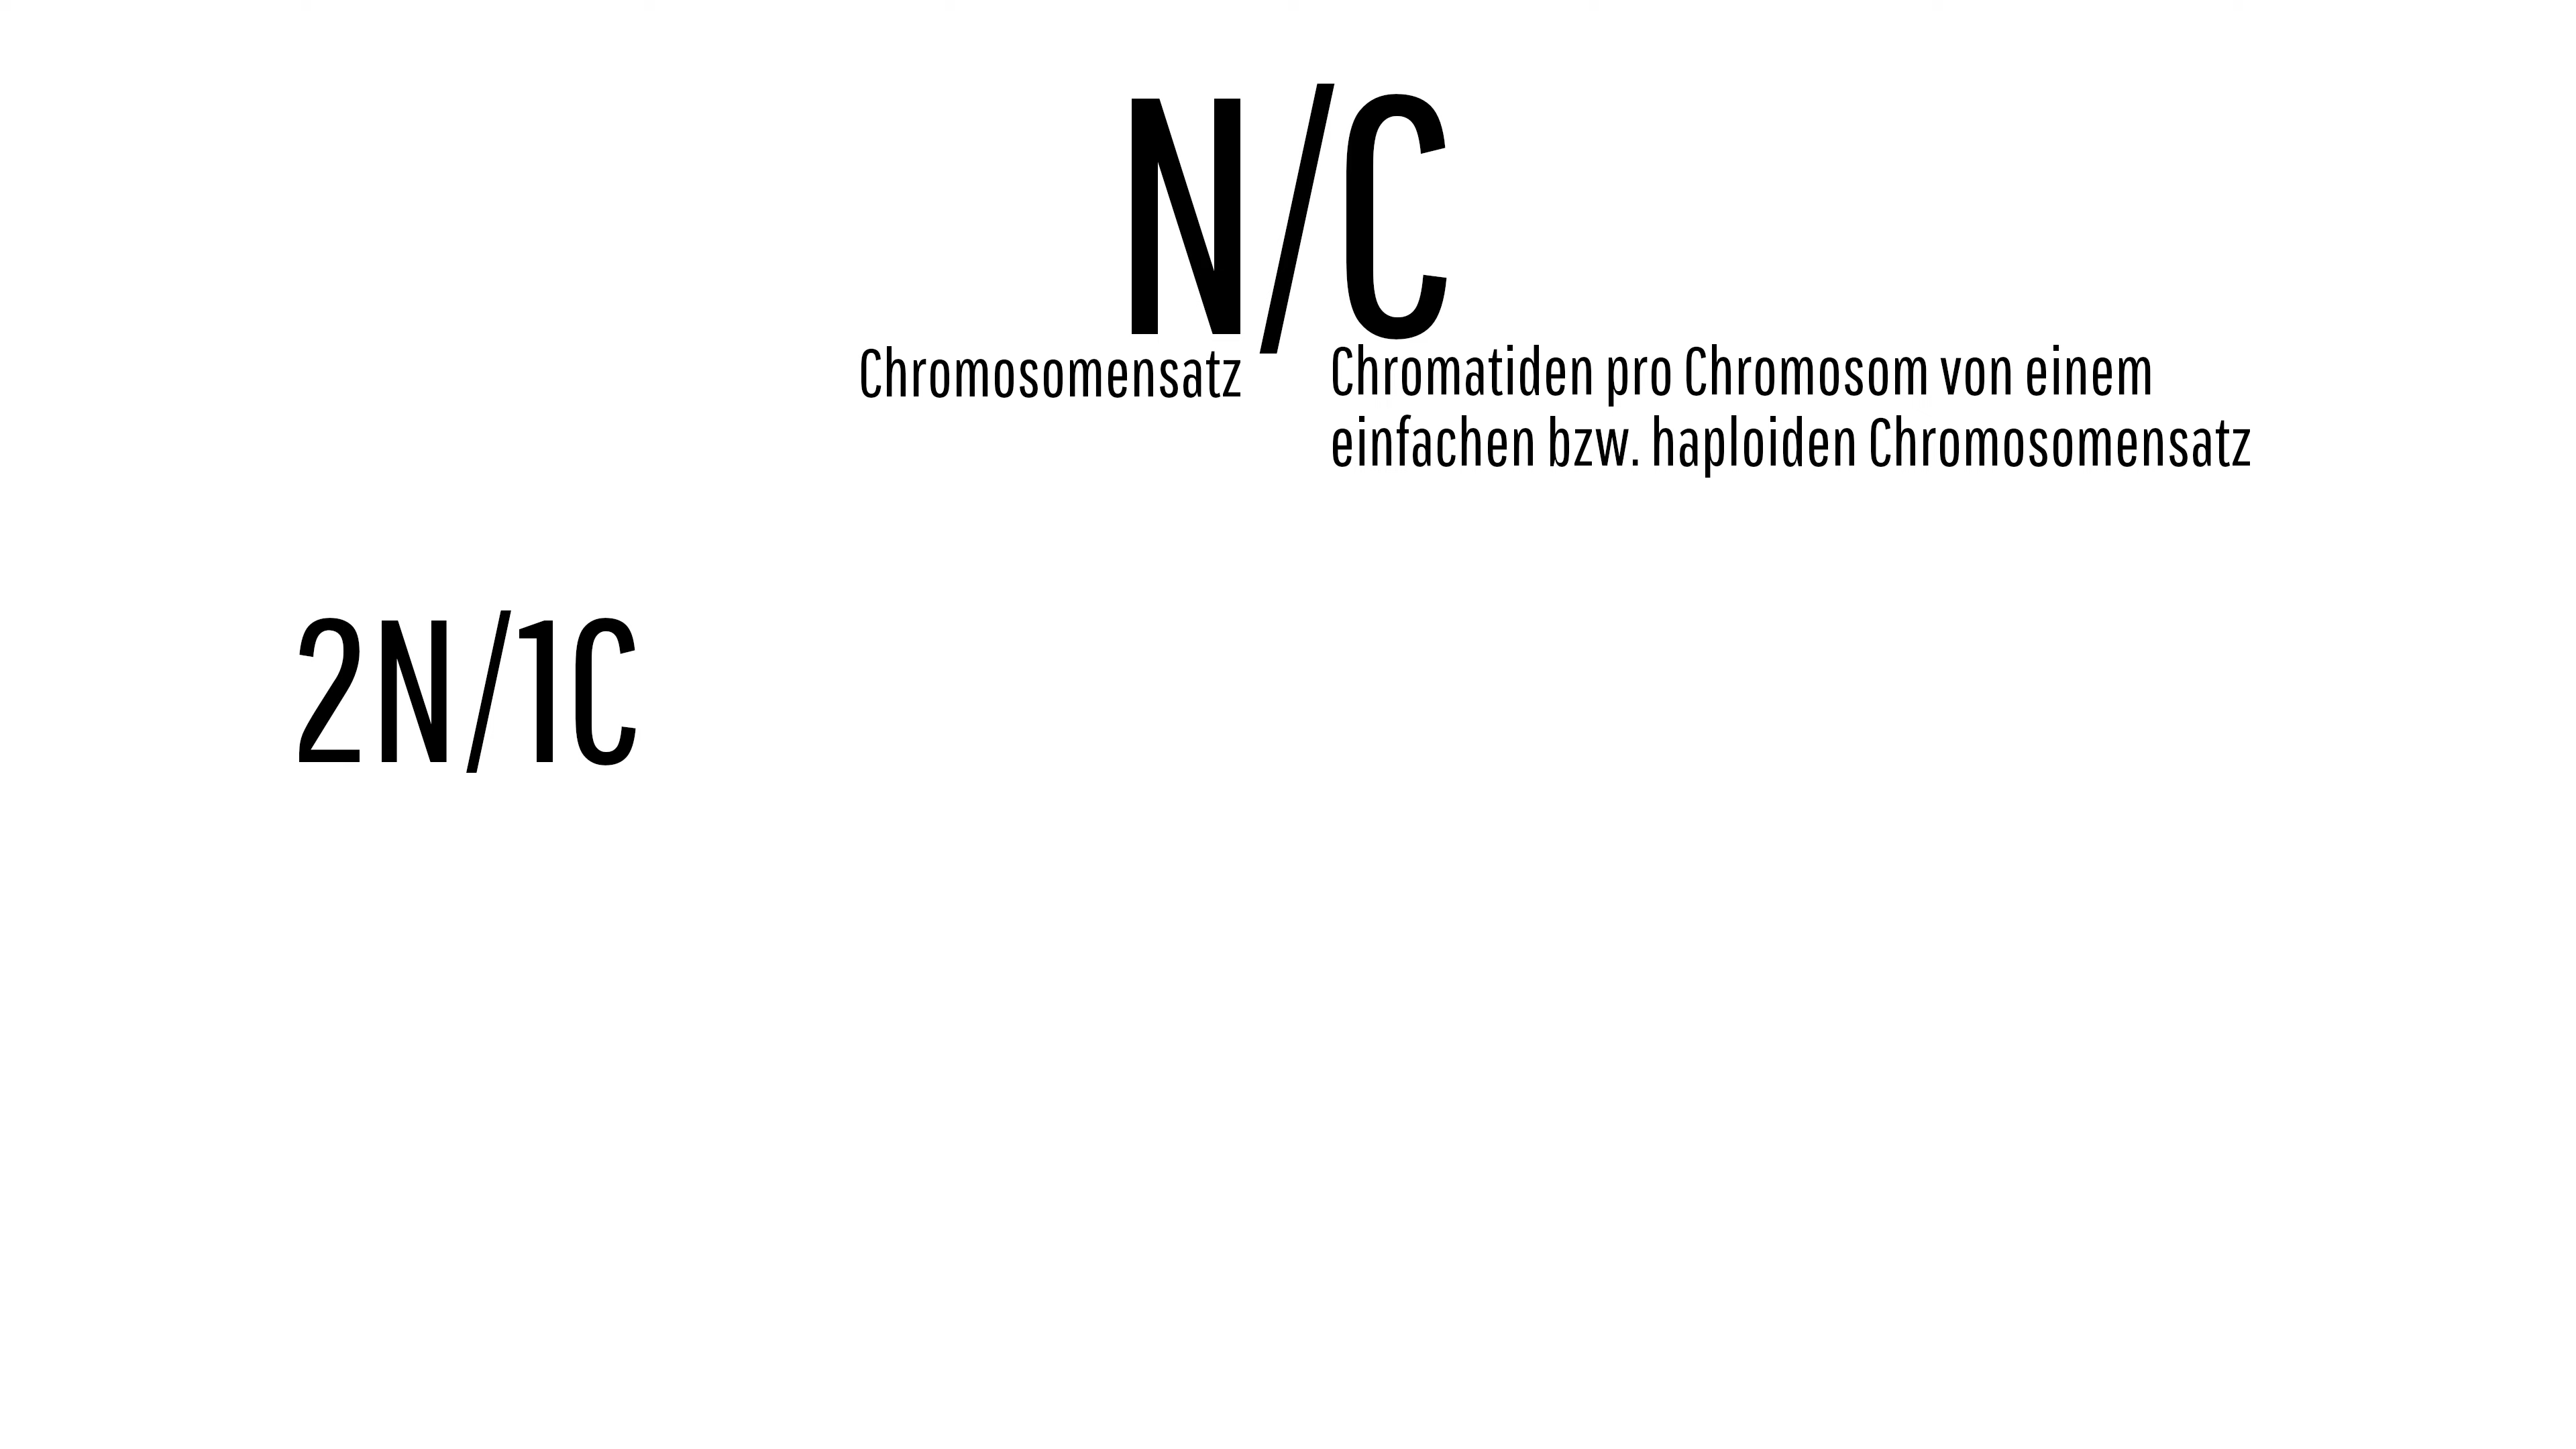 N/C
Chromosomensatz
Chromatiden pro Chromosom von einem
einfachen bzw. haploiden Chromosomensatz
2N/1C